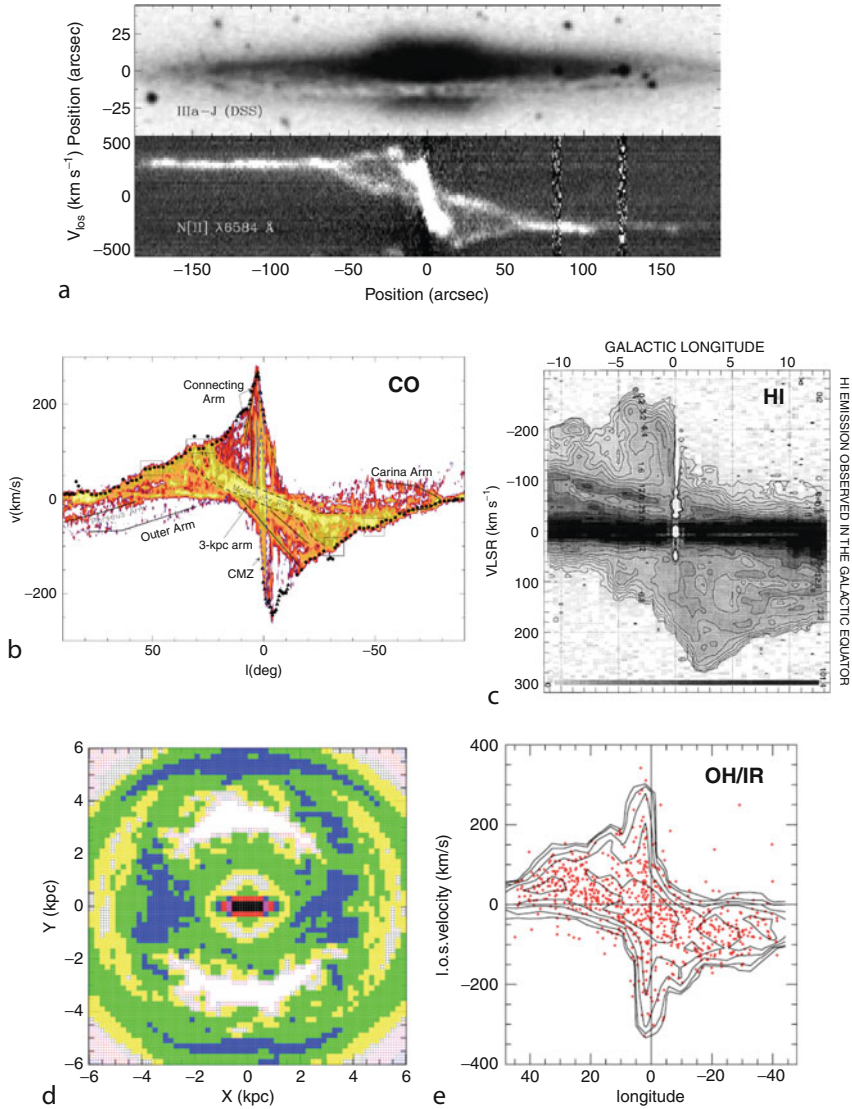 Position (arcsec)
25
0
−25
IIIa−J (DSS)
V_los (km s⁻¹)
500
0
−500
N[II] λ6584 Å
−150 −100 −50 0 50 100 150
Position (arcsec)
a
CO
v(km/s)
200
0
−200
Connecting
Arm
Carina Arm
Outer Arm
3-kpc arm
CMZ
50 0 −50
l(deg)
b
GALACTIC LONGITUDE
−10 −5 0 5 10
HI
VLSR (km s⁻¹)
−200
−100
0
100
200
300
HI EMISSION OBSERVED IN THE GALACTIC EQUATOR
c
Y (kpc)
6
4
2
0
−2
−4
−6
−6 −4 −2 0 2 4 6
X (kpc)
d
OH/IR
l.o.s.velocity (km/s)
400
200
0
−200
−400
40 20 0 −20 −40
longitude
e